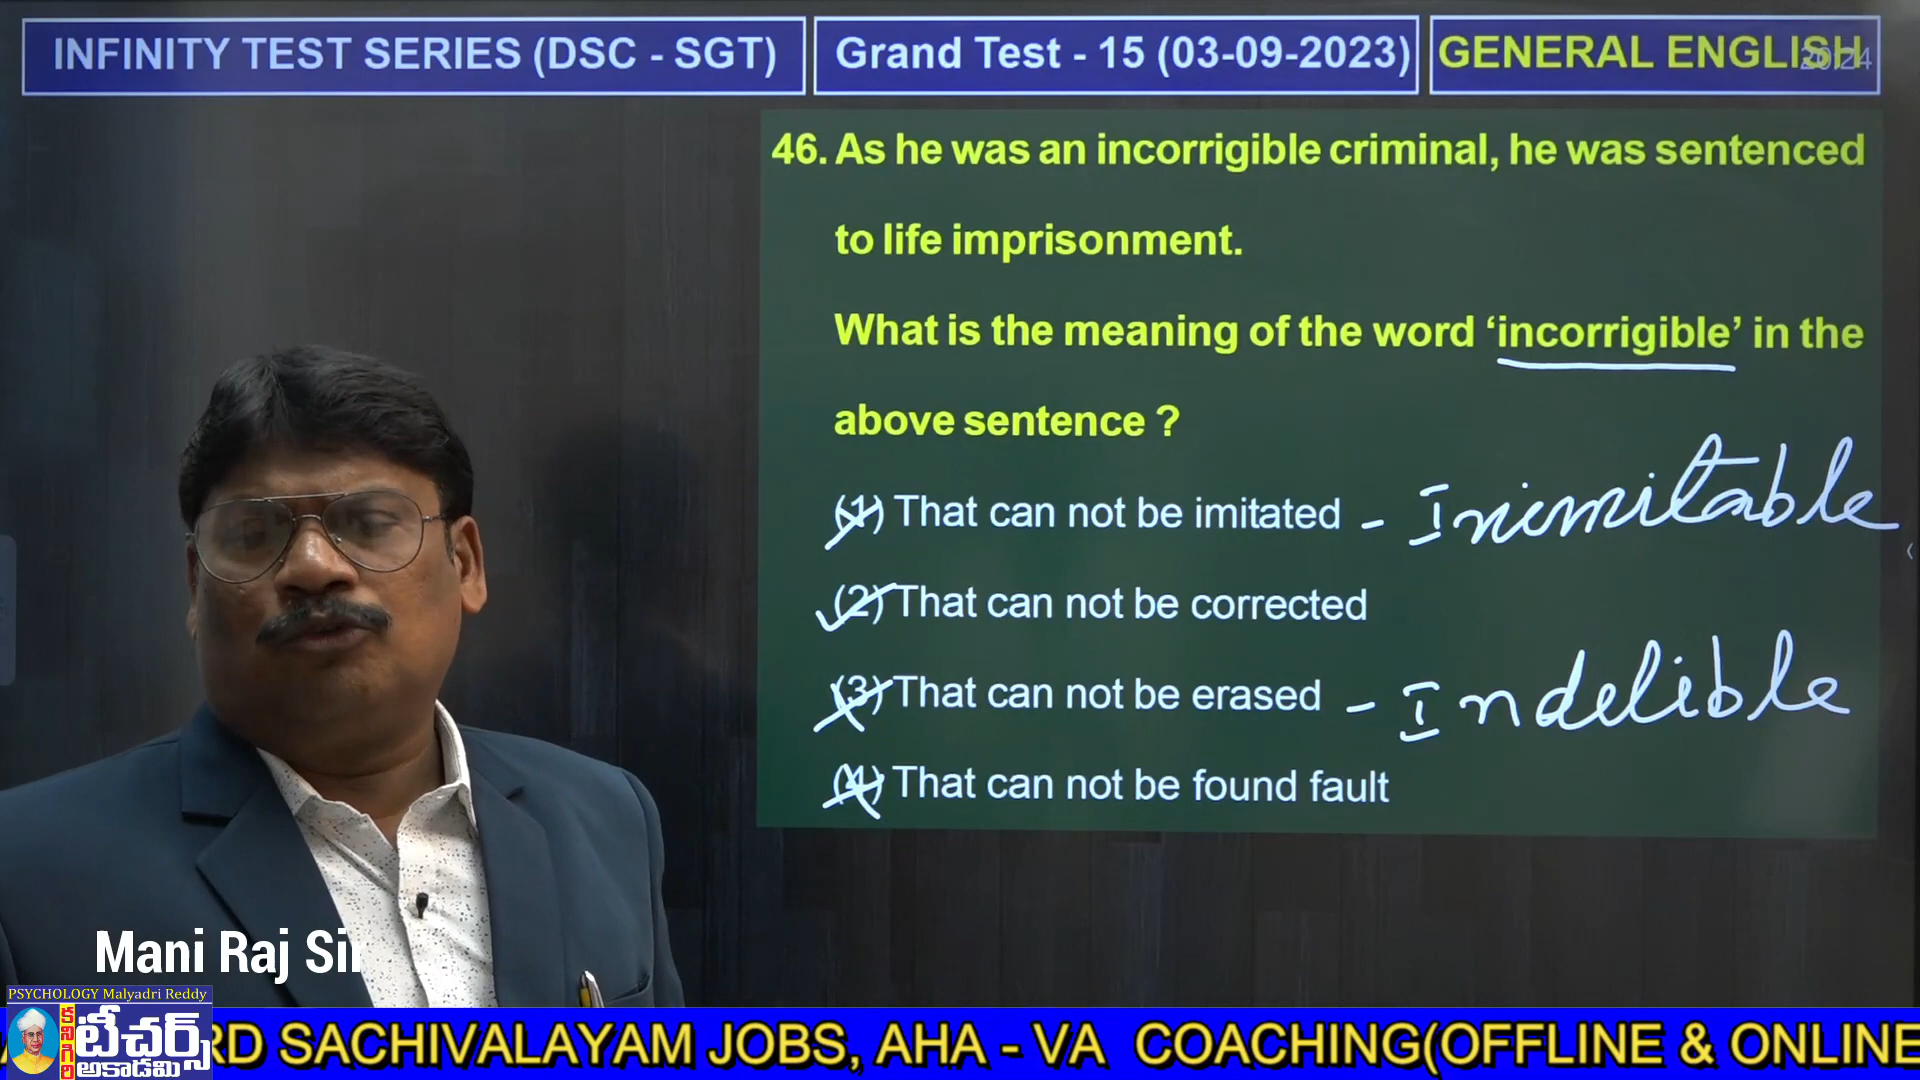 INFINITY TEST SERIES (DSC - SGT)
Grand Test - 15 (03-09-2023)
GENERAL ENGLISH
20:24
46. As he was an incorrigible criminal, he was sentenced
to life imprisonment.
What is the meaning of the word ‘incorrigible’ in the
above sentence ?
(1) That can not be imitated - Inimitable
(2) That can not be corrected
(3) That can not be erased - Indelible
(4) That can not be found fault
Mani Raj Sir
PSYCHOLOGY Malyadri Reddy
కనిగిరి
టీచర్స్
అకాడమి
RD SACHIVALAYAM JOBS, AHA - VA COACHING(OFFLINE & ONLINE